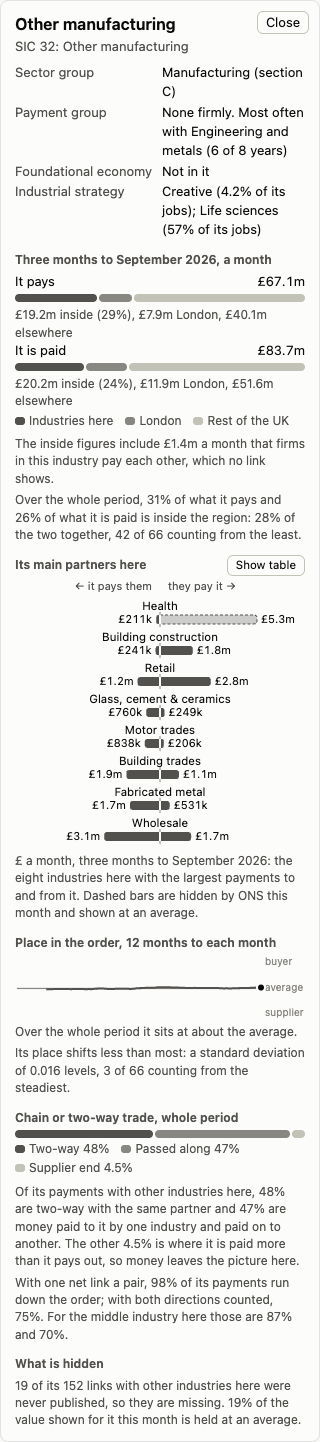 Other manufacturing
Close
SIC 32: Other manufacturing
Sector group Manufacturing (section
C)
Payment group None firmly. Most often
with Engineering and
metals (6 of 8 years)
Foundational economy Not in it
Industrial strategy Creative (4.2% of its
jobs); Life sciences
(57% of its jobs)
Three months to September 2026, a month
It pays £67.1m
£19.2m inside (29%), £7.9m London, £40.1m
elsewhere
It is paid £83.7m
£20.2m inside (24%), £11.9m London, £51.6m
elsewhere
Industries here London Rest of the UK
The inside figures include £1.4m a month that firms
in this industry pay each other, which no link
shows.
Over the whole period, 31% of what it pays and
26% of what it is paid is inside the region: 28% of
the two together, 42 of 66 counting from the least.
Its main partners here
Show table
← it pays them they pay it →
Health
£211k £5.3m
Building construction
£241k £1.8m
Retail
£1.2m £2.8m
Glass, cement & ceramics
£760k £249k
Motor trades
£838k £206k
Building trades
£1.9m £1.1m
Fabricated metal
£1.7m £531k
Wholesale
£3.1m £1.7m
£ a month, three months to September 2026: the
eight industries here with the largest payments to
and from it. Dashed bars are hidden by ONS this
month and shown at an average.
Place in the order, 12 months to each month
buyer
average
supplier
Over the whole period it sits at about the average.
Its place shifts less than most: a standard deviation
of 0.016 levels, 3 of 66 counting from the
steadiest.
Chain or two-way trade, whole period
Two-way 48% Passed along 47%
Supplier end 4.5%
Of its payments with other industries here, 48%
are two-way with the same partner and 47% are
money paid to it by one industry and paid on to
another. The other 4.5% is where it is paid more
than it pays out, so money leaves the picture here.
With one net link a pair, 98% of its payments run
down the order; with both directions counted,
75%. For the middle industry here those are 87%
and 70%.
What is hidden
19 of its 152 links with other industries here were
never published, so they are missing. 19% of the
value shown for it this month is held at an average.